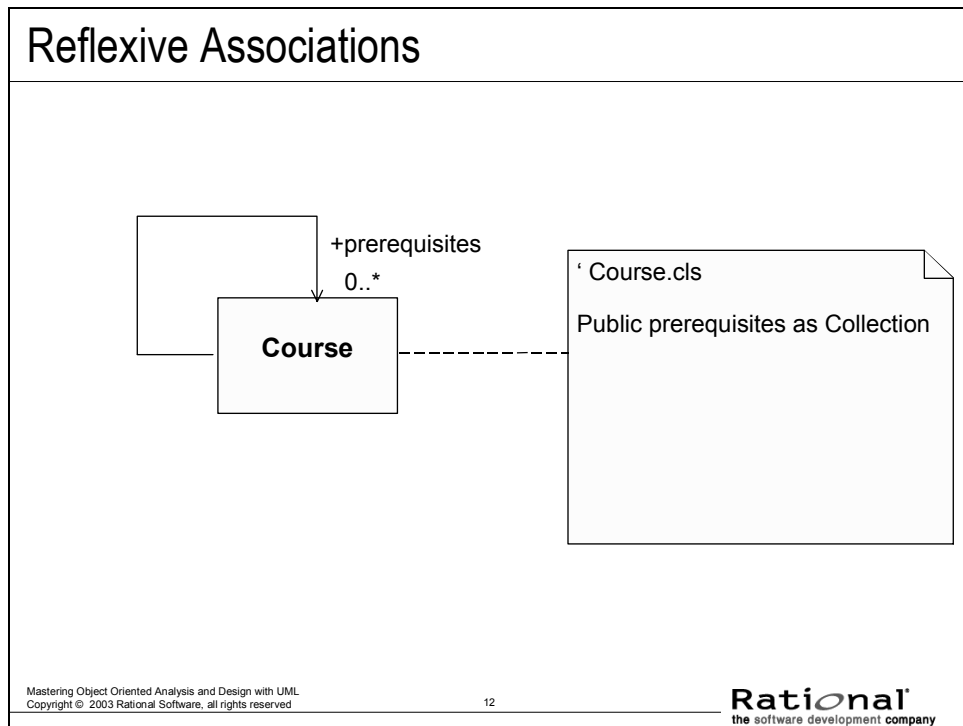 Reflexive Associations
+prerequisites
0..*
Course
‘ Course.cls
Public prerequisites as Collection
Mastering Object Oriented Analysis and Design with UML
Copyright © 2003 Rational Software, all rights reserved
12
Rational
the software development company